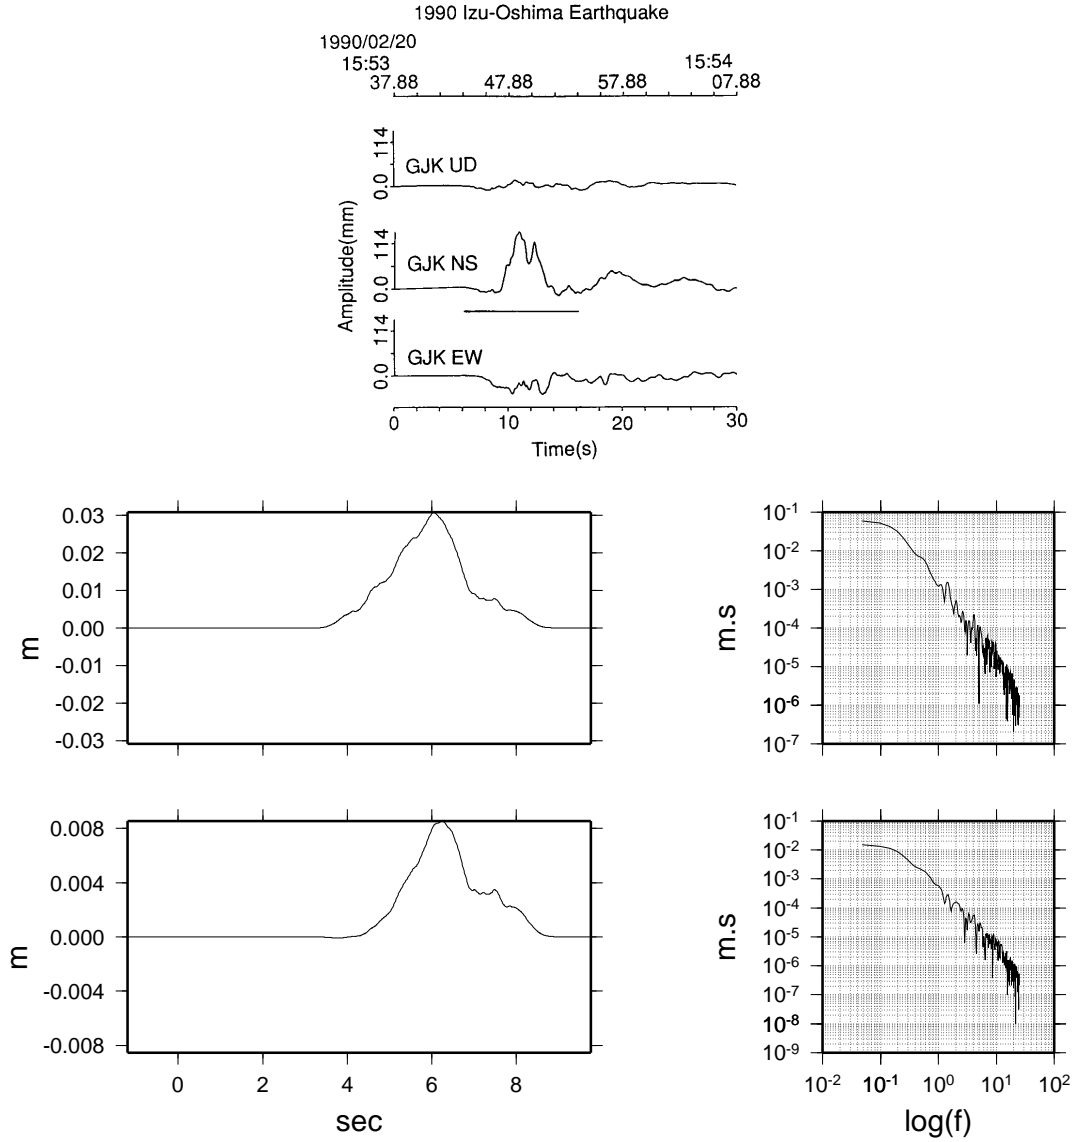 1990 Izu-Oshima Earthquake
1990/02/20
15:53 15:54
37.88 47.88 57.88 07.88
114
0.0
GJK UD
114
0.0
GJK NS
114
0.0
GJK EW
Amplitude(mm)
0 10 20 30
Time(s)
0.03
0.02
0.01
0.00
-0.01
-0.02
-0.03
m
10-1
10-2
10-3
10-4
10-5
10-6
10-7
m.s
0.008
0.004
0.000
-0.004
-0.008
m
0 2 4 6 8
sec
10-1
10-2
10-3
10-4
10-5
10-6
10-7
10-8
10-9
m.s
10-2 10-1 100 101 102
log(f)